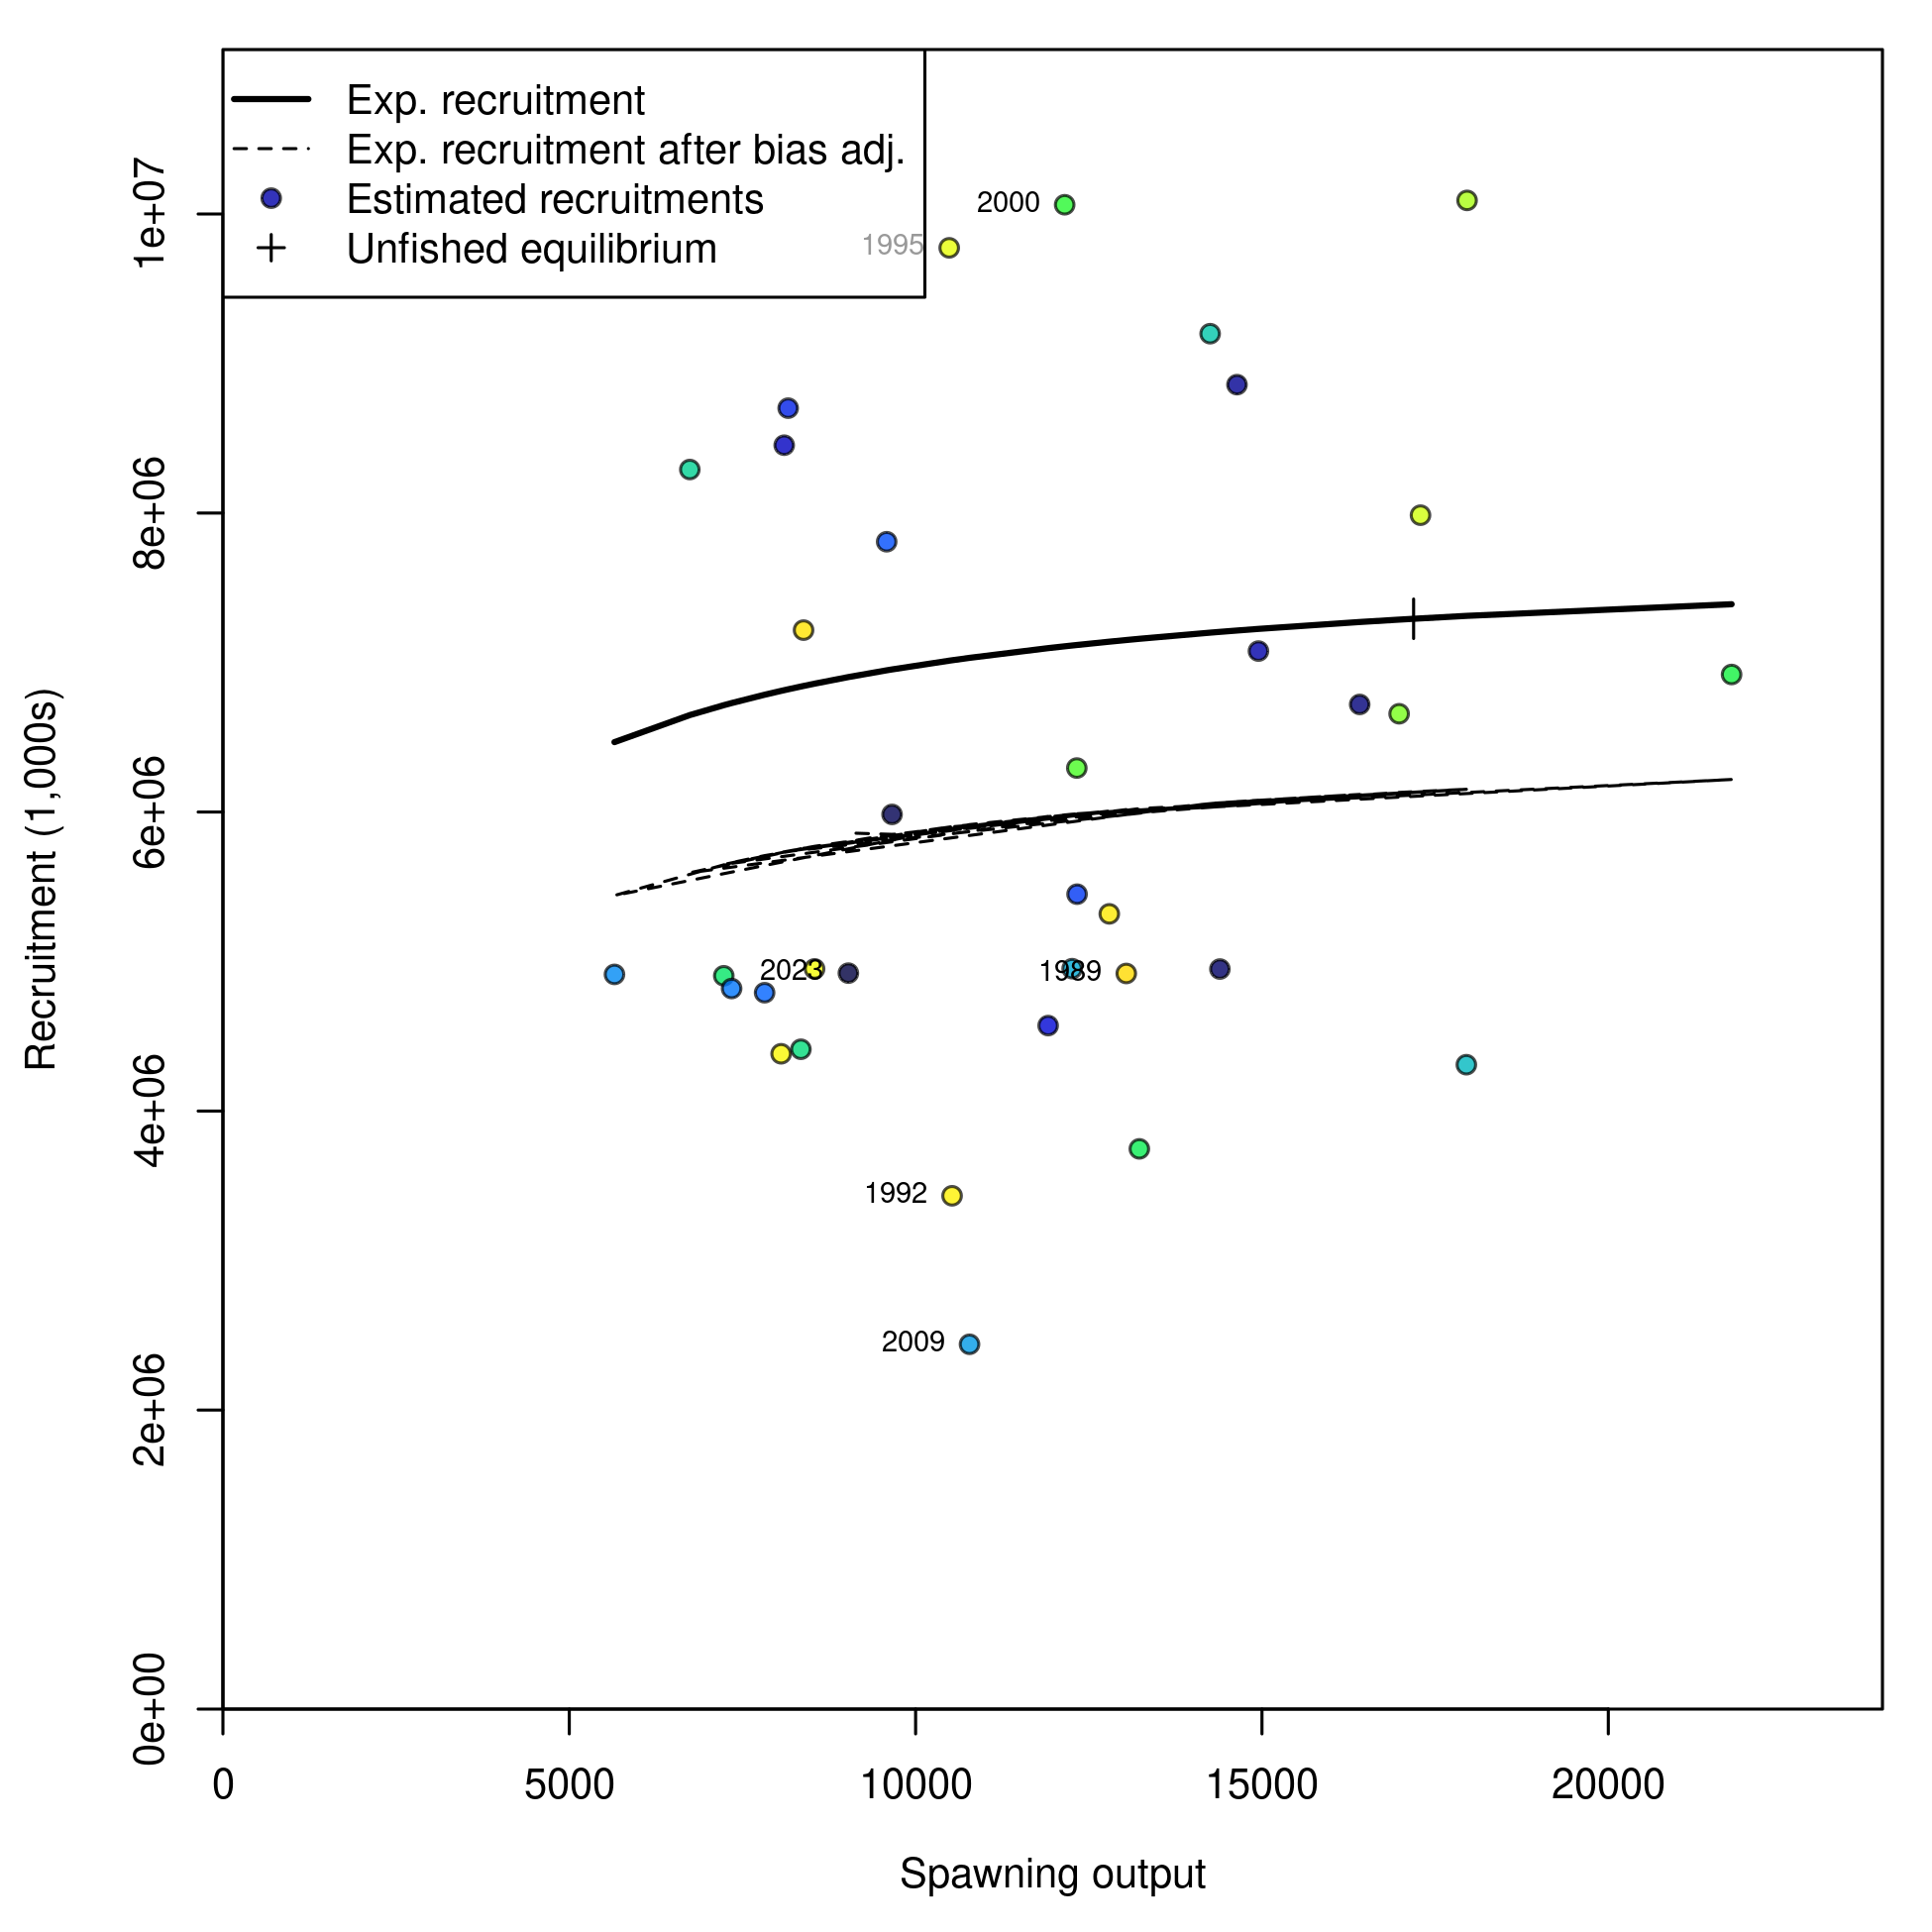 Exp. recruitment
Exp. recruitment after bias adj.
Estimated recruitments
Unfished equilibrium
2000
1995
2023
1989
1992
2009
Recruitment (1,000s)
1e+07
8e+06
6e+06
4e+06
2e+06
0e+00
0
5000
10000
15000
20000
Spawning output